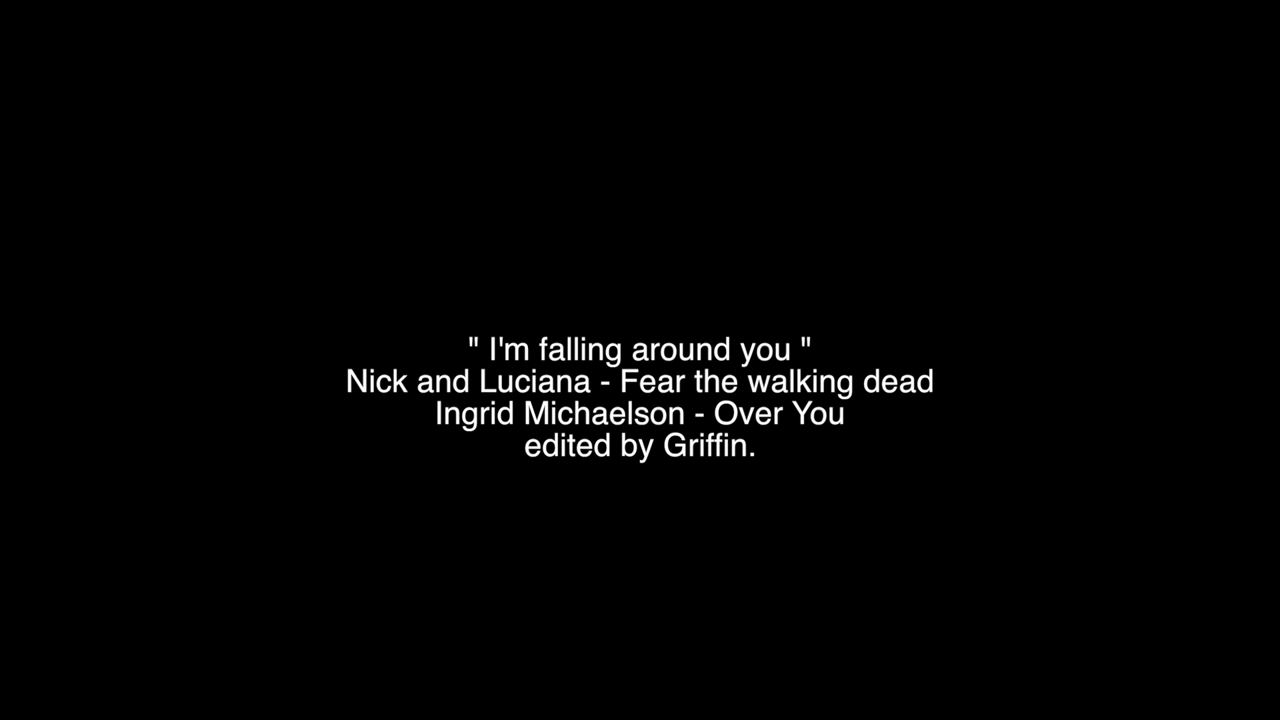 " I'm falling around you "
Nick and Luciana - Fear the walking dead
Ingrid Michaelson - Over You
edited by Griffin.